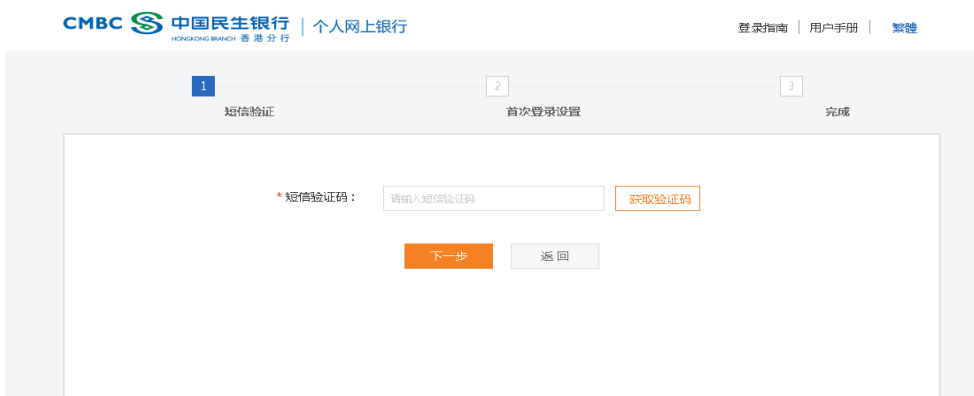 CMBC 中国民生银行 个人网上银行
HONGKONG BRANCH 香港分行
登录指南 用户手册 繁體
1 2 3
短信验证 首次登录设置 完成
* 短信验证码： 请输入短信验证码 获取验证码
下一步 返回